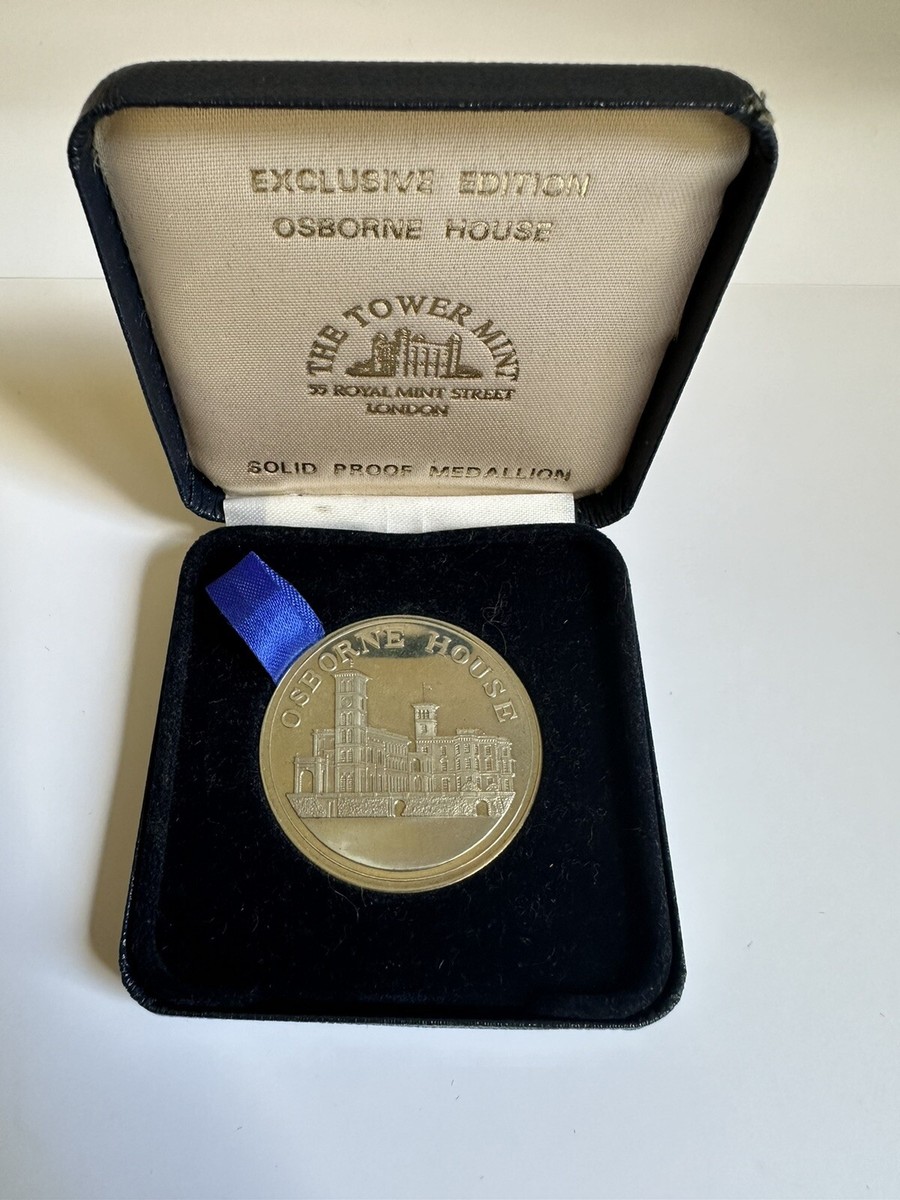 EXCLUSIVE EDITION
OSBORNE HOUSE
THE TOWER MINT
55 ROYAL MINT STREET
LONDON
SOLID PROOF MEDALLION
OSBORNE HOUSE